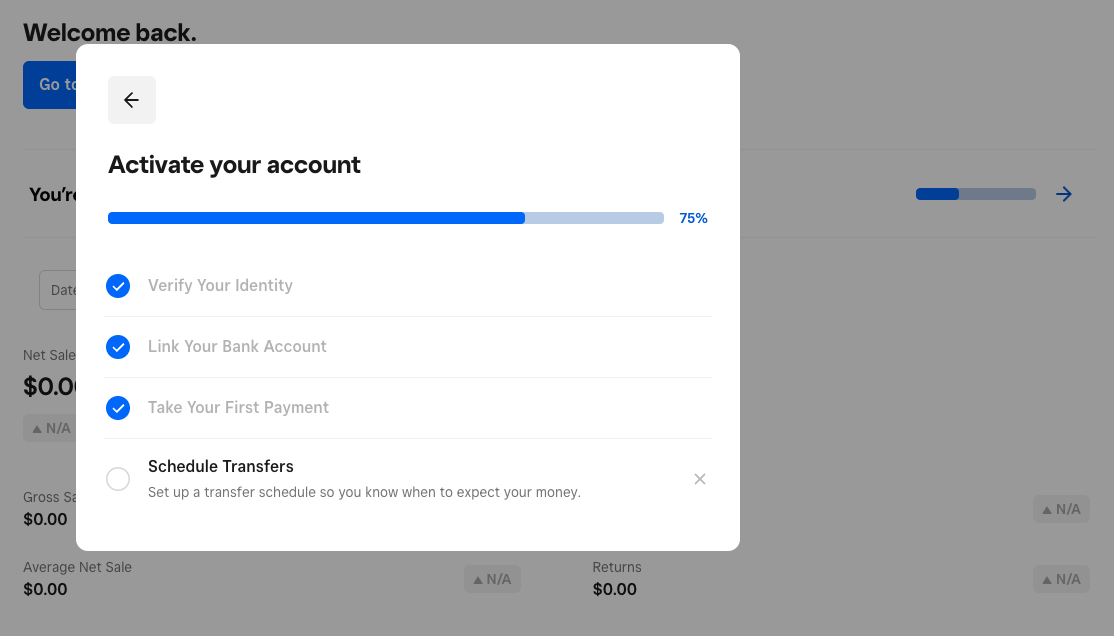 Welcome back.
Go to
Activate your account
75%
You're
Verify Your Identity
Date
Link Your Bank Account
Net Sale
$0.00
Take Your First Payment
N/A
Schedule Transfers
Set up a transfer schedule so you know when to expect your money.
Gross Sa
$0.00
N/A
Average Net Sale
$0.00
N/A
Returns
$0.00
N/A